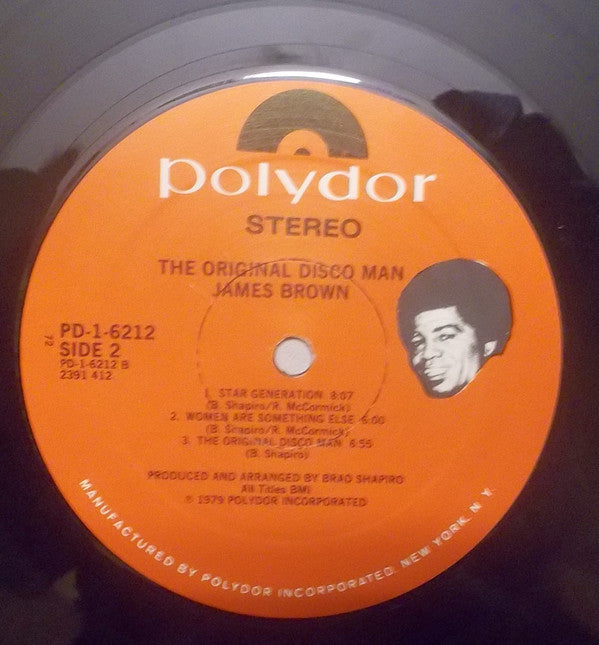 polydor
STEREO
THE ORIGINAL DISCO MAN
JAMES BROWN
72
PD-1-6212
SIDE 2
PD-1-6212 B
2391 412
1. STAR GENERATION 8:07
(B. Shapiro/R. McCormick)
2. WOMEN ARE SOMETHING ELSE 6:00
(B. Shapiro/R. McCormick)
3. THE ORIGINAL DISCO MAN 6:55
(B. Shapiro)
PRODUCED AND ARRANGED BY BRAD SHAPIRO
All Titles BMI
℗ 1979 POLYDOR INCORPORATED
MANUFACTURED BY POLYDOR INCORPORATED, NEW YORK, N.Y.